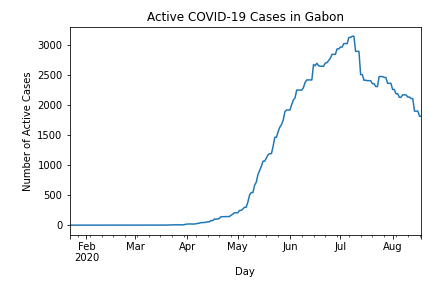 Active COVID-19 Cases in Gabon
3000
2500
2000
1500
1000
500
0
Number of Active Cases
Feb Mar Apr May Jun Jul Aug
2020
Day